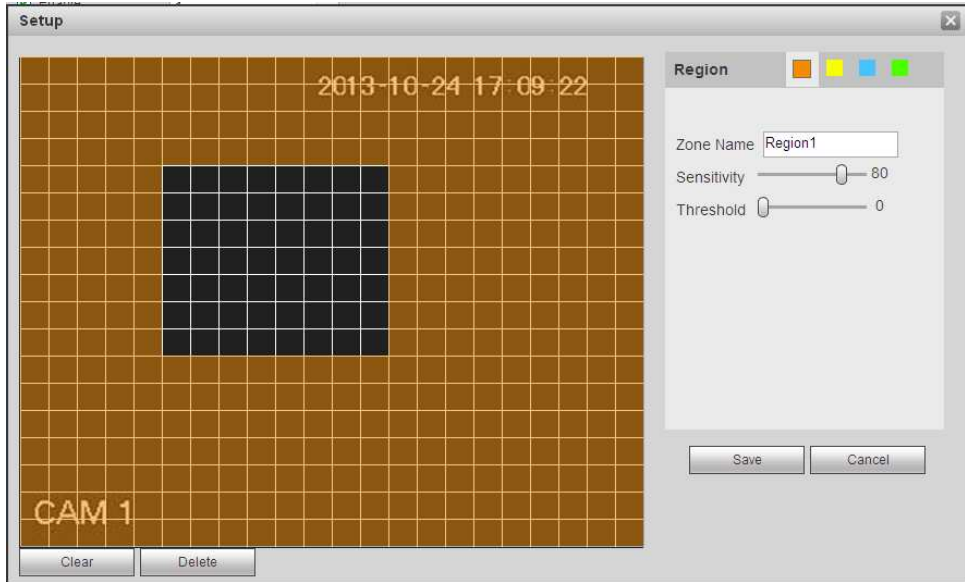 Setup
2013-10-24 17:09:22
CAM 1
Clear
Delete
Region
Zone Name
Region1
Sensitivity
80
Threshold
0
Save
Cancel